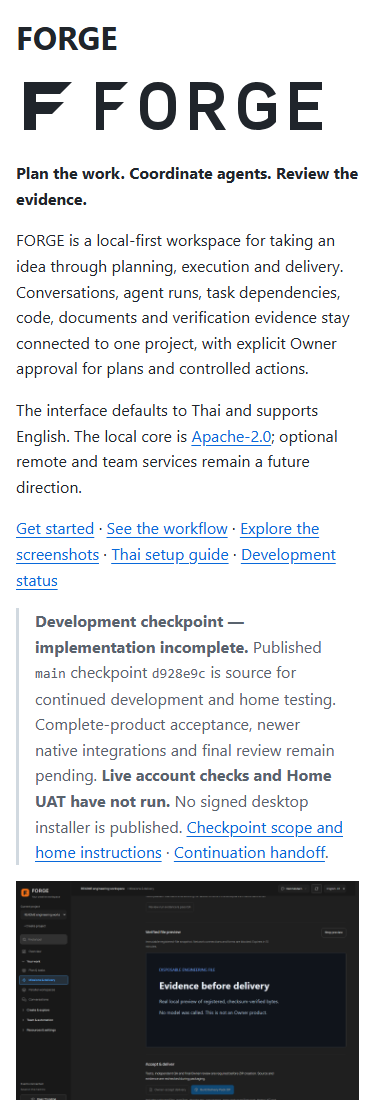 FORGE
FORGE
Plan the work. Coordinate agents. Review the
evidence.
FORGE is a local-first workspace for taking an
idea through planning, execution and delivery.
Conversations, agent runs, task dependencies,
code, documents and verification evidence stay
connected to one project, with explicit Owner
approval for plans and controlled actions.
The interface defaults to Thai and supports
English. The local core is Apache-2.0; optional
remote and team services remain a future
direction.
Get started · See the workflow · Explore the
screenshots · Thai setup guide · Development
status
Development checkpoint —
implementation incomplete. Published
main checkpoint d928e9c is source for
continued development and home testing.
Complete-product acceptance, newer
native integrations and final review remain
pending. Live account checks and Home
UAT have not run. No signed desktop
installer is published. Checkpoint scope and
home instructions · Continuation handoff.
FORGE
Verified file preview
Evidence before delivery
Real local preview of registered, checksum-verified bytes.
No model was called. This is not an Owner product.
Accept & deliver